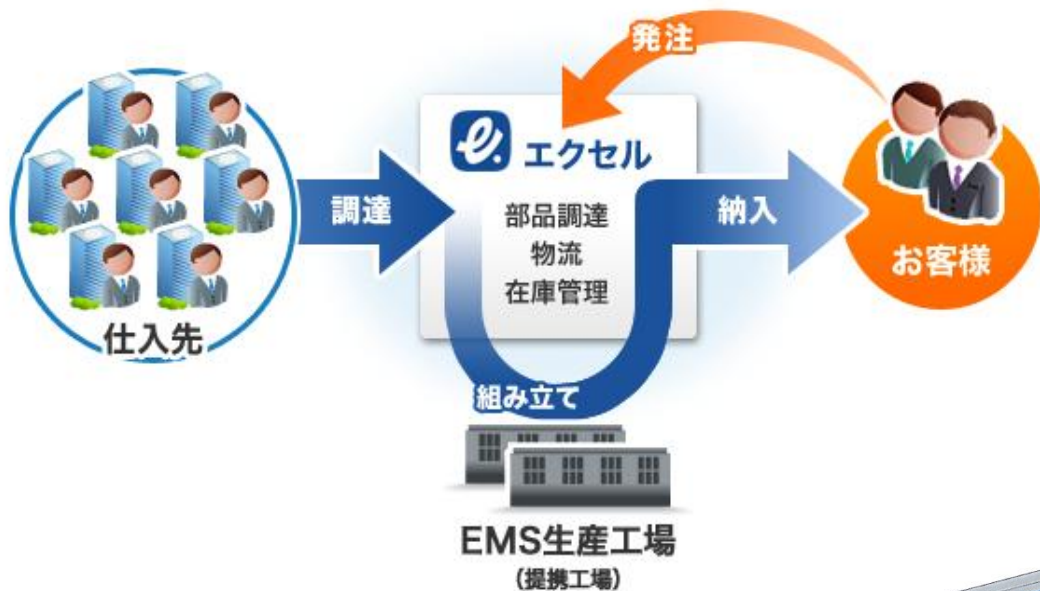 発注
e.
エクセル
調達
部品調達
物流
在庫管理
納入
お客様
仕入先
組み立て
EMS生産工場
(提携工場)